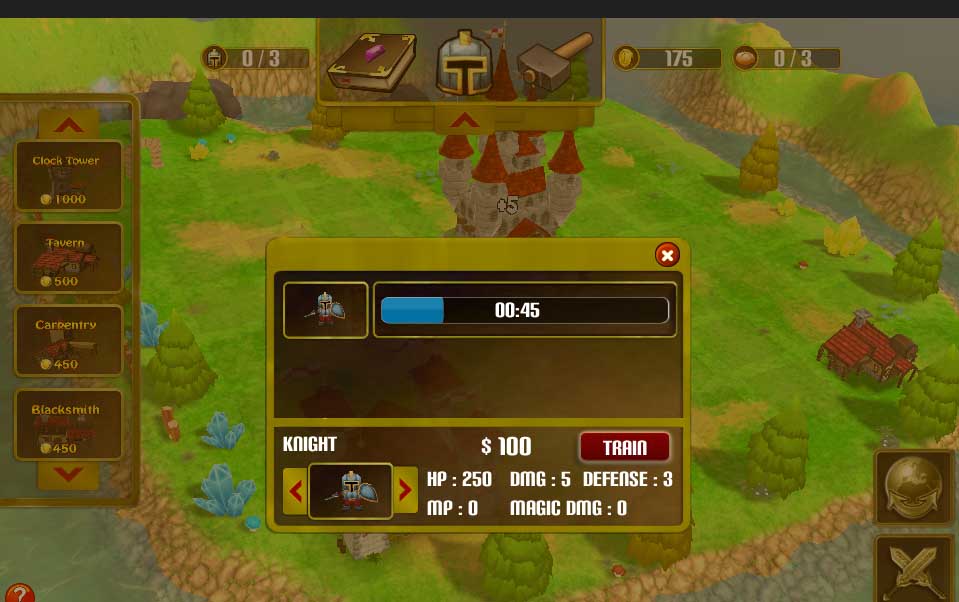 0 / 3
175
0 / 3
Clock Tower
1000
Tavern
500
Carpentry
450
Blacksmith
450
+5
00:45
KNIGHT
$ 100
TRAIN
HP : 250 DMG : 5 DEFENSE : 3
MP : 0 MAGIC DMG : 0
?